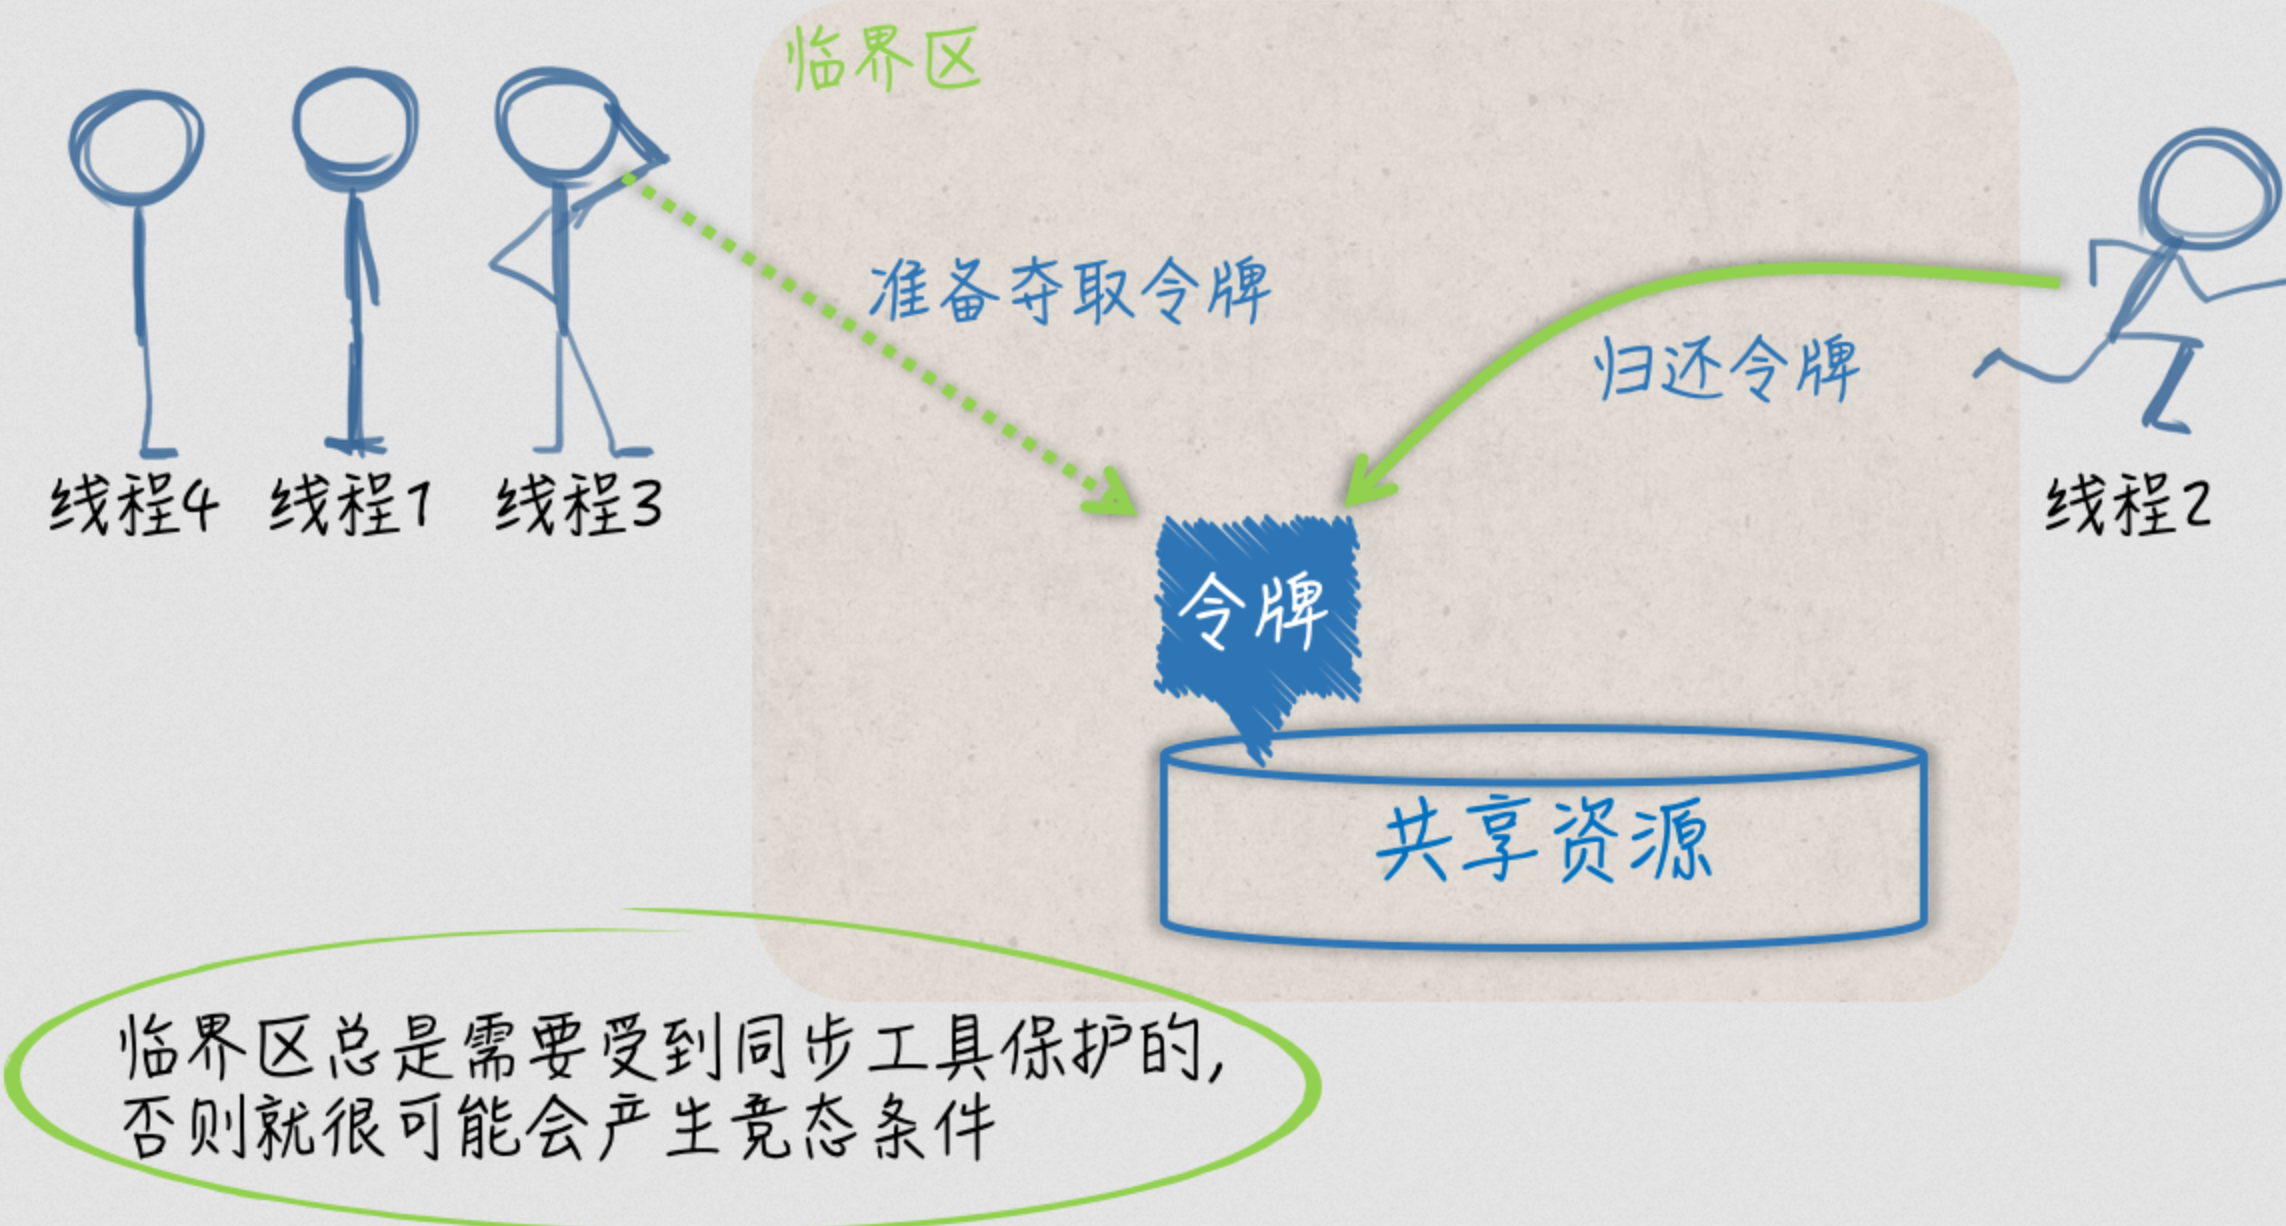 临界区
准备夺取令牌
归还令牌
线程4
线程1
线程3
线程2
令牌
共享资源
临界区总是需要受到同步工具保护的,
否则就很可能会产生竞态条件